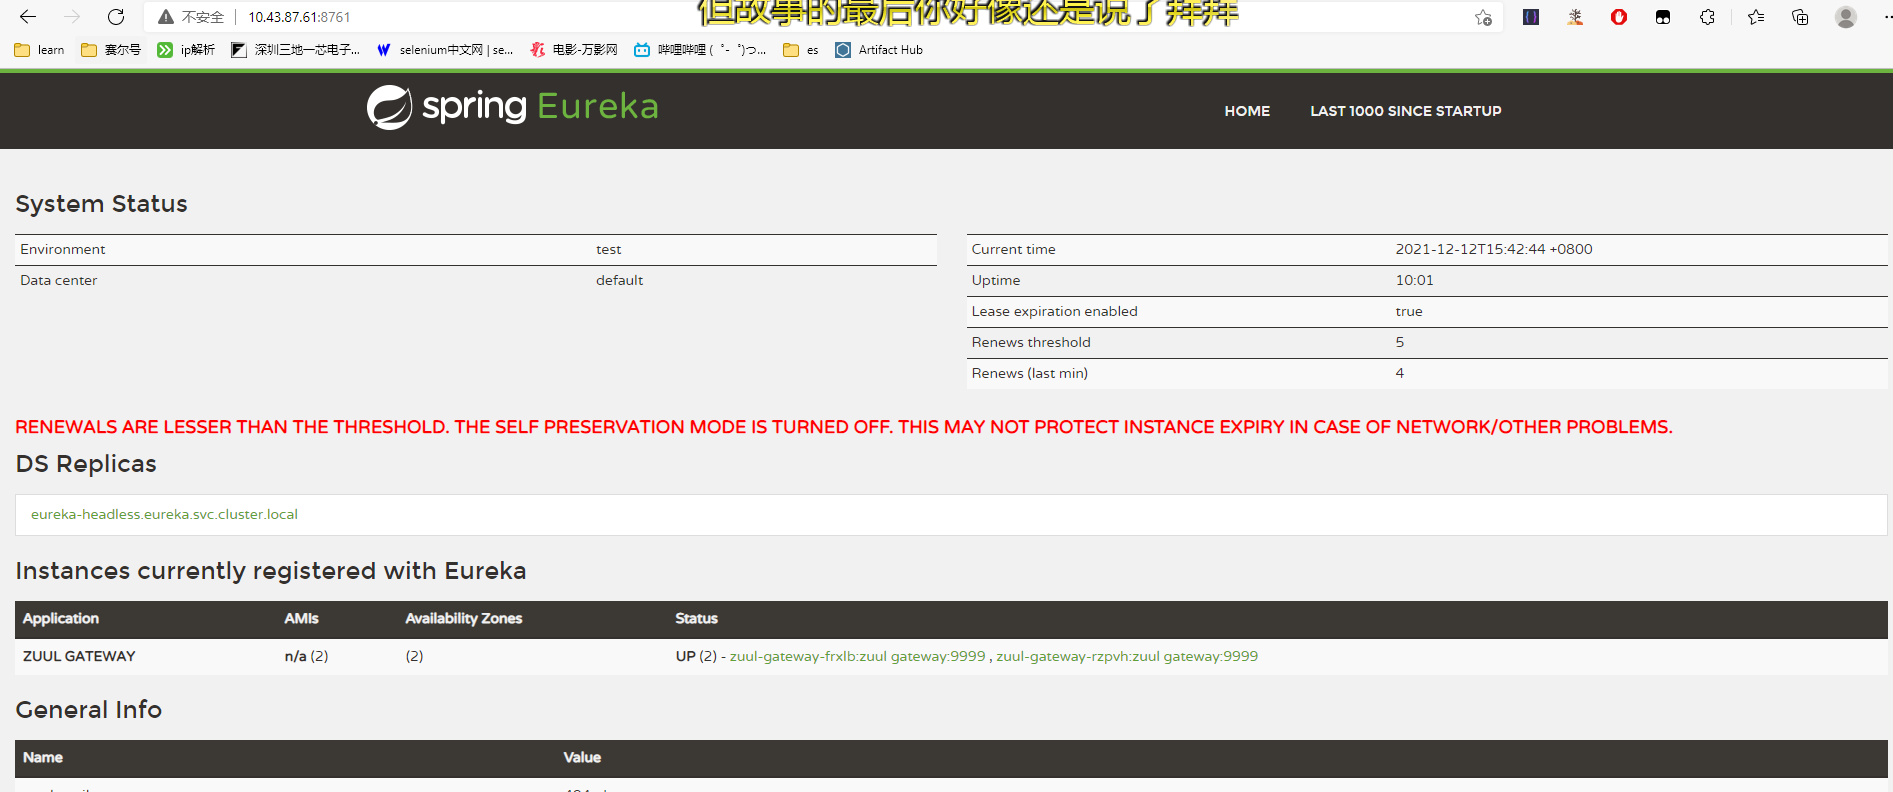 但故事的最后你好像还是说了拜拜
不安全 | 10.43.87.61:8761
learn 赛尔号 ip解析 深圳三地一芯电子... selenium中文网 | se... 电影-万影网 哔哩哔哩 (゜-゜)つ... es Artifact Hub
spring Eureka
HOME LAST 1000 SINCE STARTUP
System Status
Environment test
Data center default
Current time 2021-12-12T15:42:44 +0800
Uptime 10:01
Lease expiration enabled true
Renews threshold 5
Renews (last min) 4
RENEWALS ARE LESSER THAN THE THRESHOLD. THE SELF PRESERVATION MODE IS TURNED OFF. THIS MAY NOT PROTECT INSTANCE EXPIRY IN CASE OF NETWORK/OTHER PROBLEMS.
DS Replicas
eureka-headless.eureka.svc.cluster.local
Instances currently registered with Eureka
Application AMIs Availability Zones Status
ZUUL GATEWAY n/a (2) (2) UP (2) - zuul-gateway-frxlb:zuul gateway:9999 , zuul-gateway-rzpvh:zuul gateway:9999
General Info
Name Value